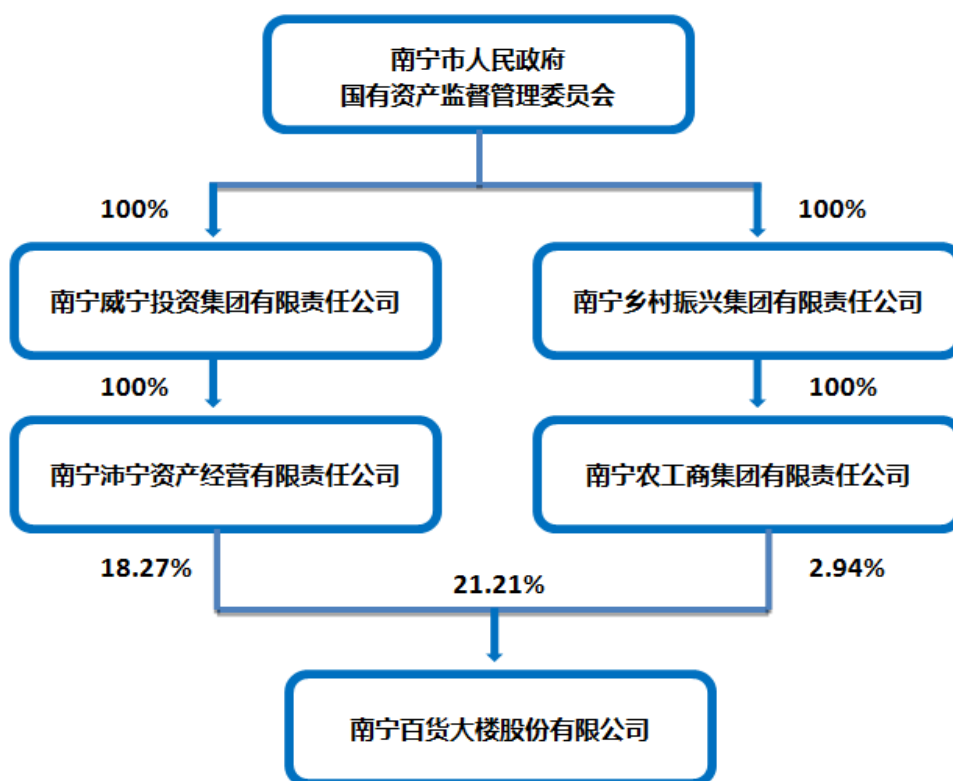 南宁市人民政府
国有资产监督管理委员会
100%
100%
南宁威宁投资集团有限责任公司
南宁乡村振兴集团有限责任公司
100%
100%
南宁沛宁资产经营有限责任公司
南宁农工商集团有限责任公司
18.27%
21.21%
2.94%
南宁百货大楼股份有限公司